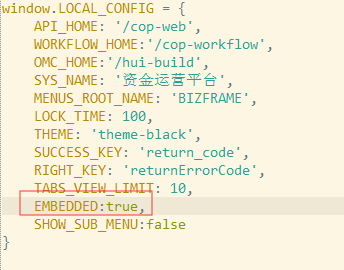 window.LOCAL_CONFIG = {
API_HOME: '/cop-web',
WORKFLOW_HOME:'/cop-workflow',
OMC_HOME:'/hui-build',
SYS_NAME: '资金运营平台',
MENUS_ROOT_NAME: 'BIZFRAME',
LOCK_TIME: 100,
THEME: 'theme-black',
SUCCESS_KEY: 'return_code',
RIGHT_KEY: 'returnErrorCode',
TABS_VIEW_LIMIT: 10,
EMBEDDED:true,
SHOW_SUB_MENU:false
}